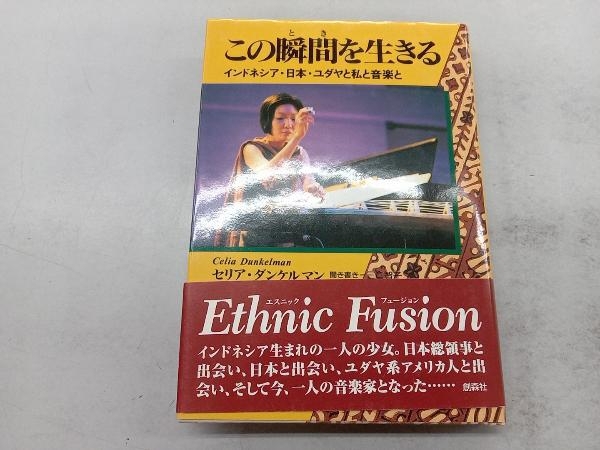 とき
この瞬間を生きる
インドネシア・日本・ユダヤと私と音楽と
Celia Dunkelman
セリア・ダンケルマン 聞き書き
エスニック フュージョン
Ethnic Fusion
インドネシア生まれの一人の少女。日本総領事と
出会い、日本と出会い、ユダヤ系アメリカ人と出
会い、そして今、一人の音楽家となった……
創森社